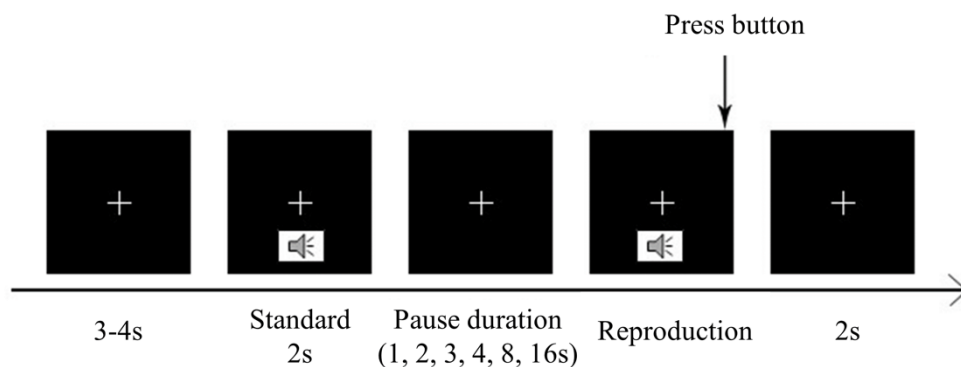 Press button
3-4s
Standard
2s
Pause duration
(1, 2, 3, 4, 8, 16s)
Reproduction
2s